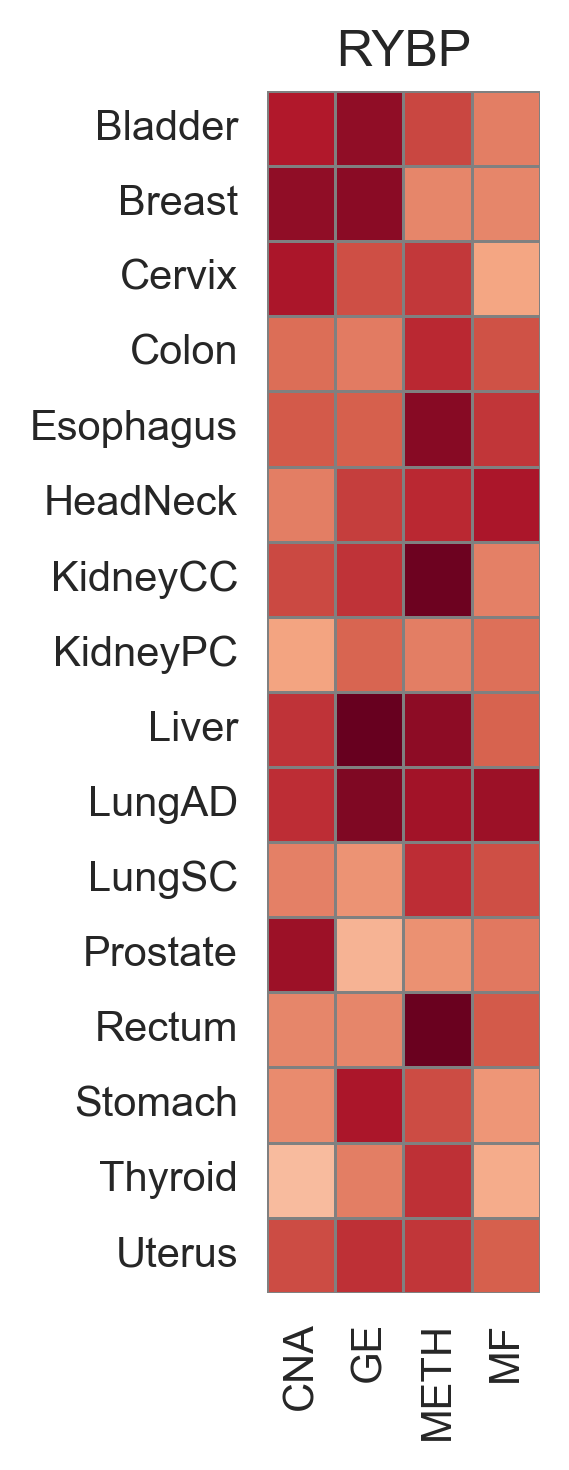 RYBP
Bladder
Breast
Cervix
Colon
Esophagus
HeadNeck
KidneyCC
KidneyPC
Liver
LungAD
LungSC
Prostate
Rectum
Stomach
Thyroid
Uterus
CNA
GE
METH
MF